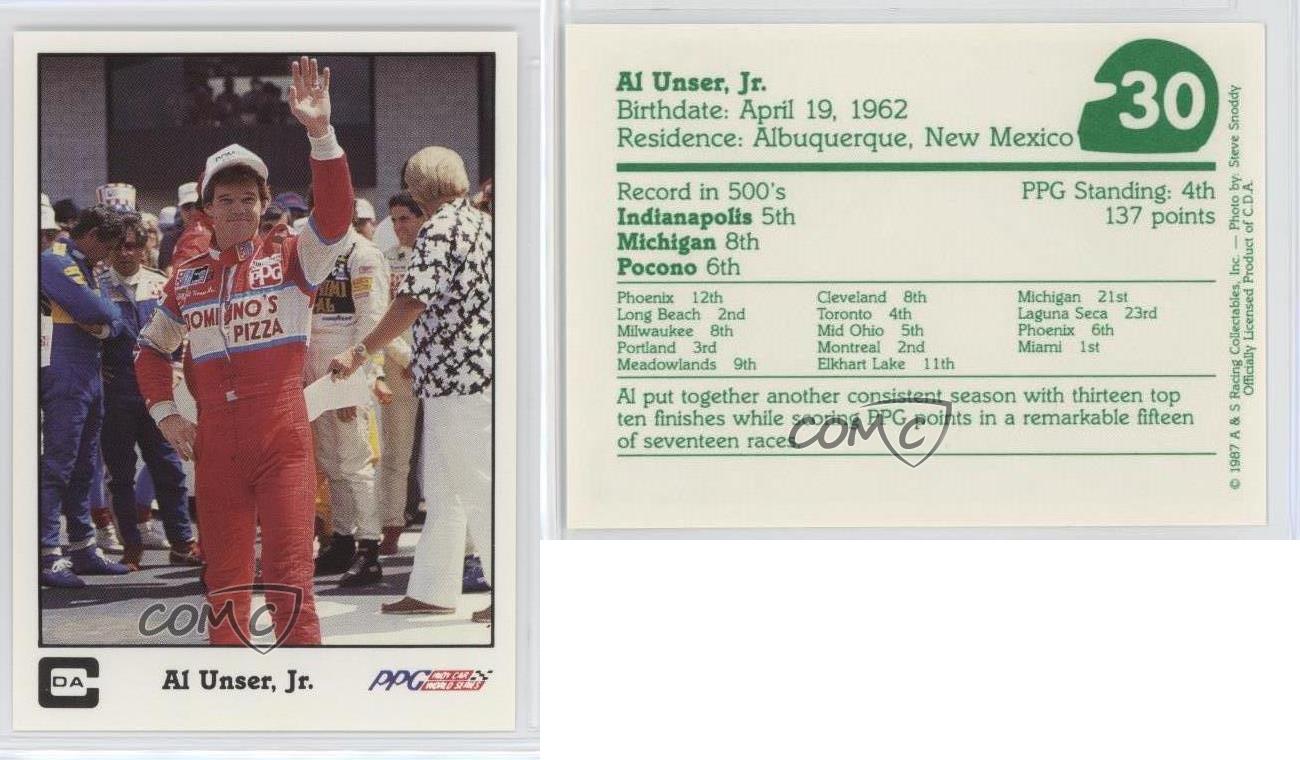 DOMINO'S
PIZZA
PPG
COMC
C
DA
Al Unser, Jr.
PPG INDY CAR
WORLD SERIES
Al Unser, Jr.
Birthdate: April 19, 1962
Residence: Albuquerque, New Mexico
30
Record in 500's
Indianapolis 5th
Michigan 8th
Pocono 6th
PPG Standing: 4th
137 points
Phoenix 12th
Long Beach 2nd
Milwaukee 8th
Portland 3rd
Meadowlands 9th
Cleveland 8th
Toronto 4th
Mid Ohio 5th
Montreal 2nd
Elkhart Lake 11th
Michigan 21st
Laguna Seca 23rd
Phoenix 6th
Miami 1st
Al put together another consistent season with thirteen top
ten finishes while scoring PPG points in a remarkable fifteen
of seventeen races.
COMC
© 1987 A & S Racing Collectables, Inc. — Photo by: Steve Snoddy
Officially Licensed Product of C.D.A.